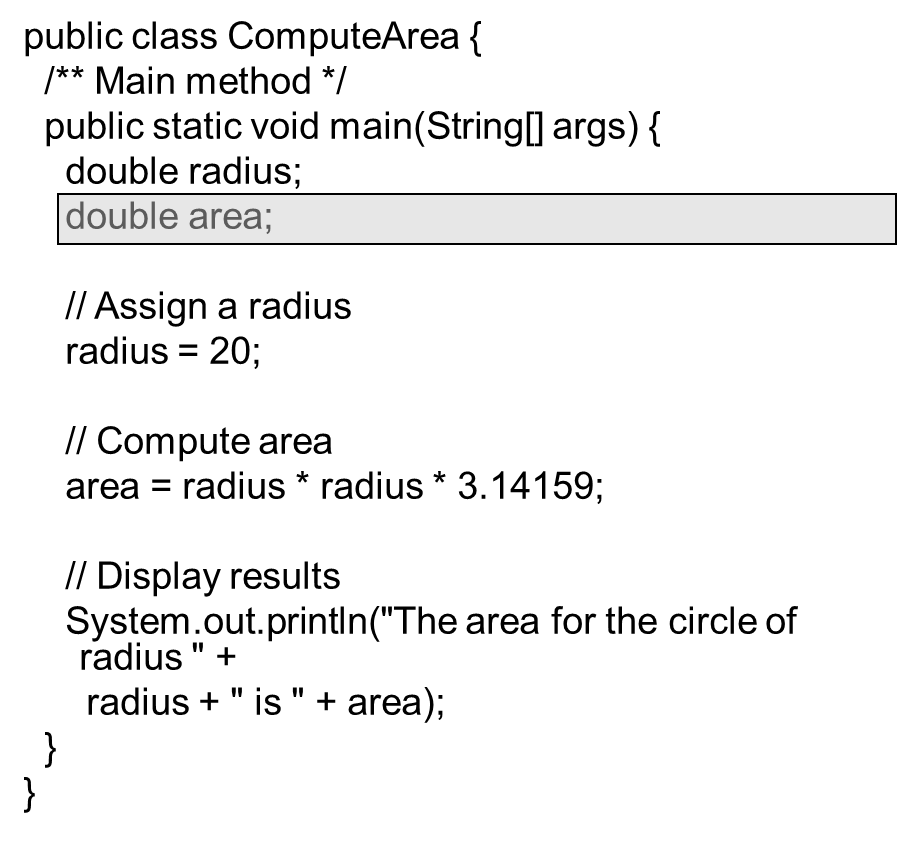 public class ComputeArea {
/** Main method */
public static void main(String[] args) {
double radius;
double area;
// Assign a radius
radius = 20;
// Compute area
area = radius * radius * 3.14159;
// Display results
System.out.println("The area for the circle of
radius " +
radius + " is " + area);
}
}